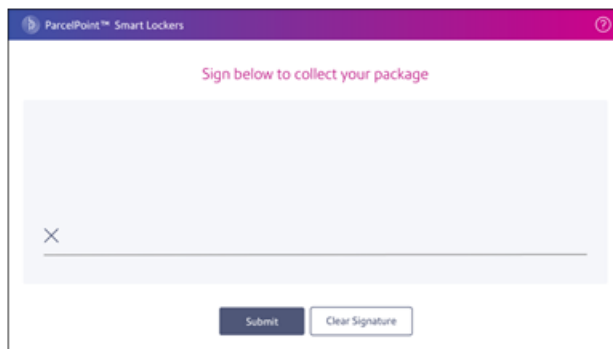 ParcelPoint™ Smart Lockers
Sign below to collect your package
Submit
Clear Signature